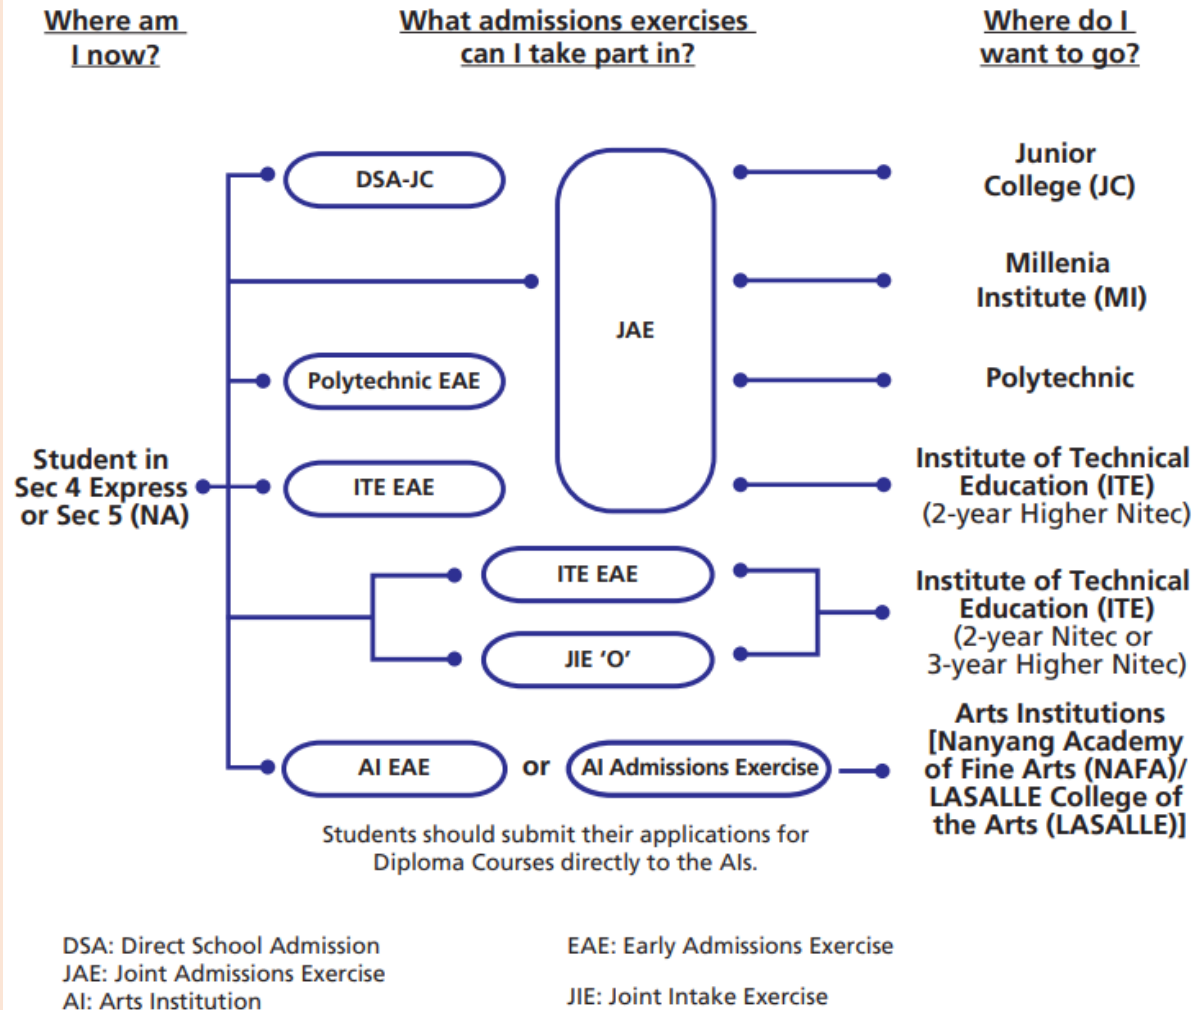 Where am
I now?
What admissions exercises
can I take part in?
Where do I
want to go?
DSA-JC
JAE
Junior
College (JC)
Millenia
Institute (MI)
Polytechnic EAE
Polytechnic
Student in
Sec 4 Express
or Sec 5 (NA)
ITE EAE
Institute of Technical
Education (ITE)
(2-year Higher Nitec)
ITE EAE
JIE ‘O’
Institute of Technical
Education (ITE)
(2-year Nitec or
3-year Higher Nitec)
AI EAE
or
AI Admissions Exercise
Arts Institutions
[Nanyang Academy
of Fine Arts (NAFA)/
LASALLE College of
the Arts (LASALLE)]
Students should submit their applications for
Diploma Courses directly to the AIs.
DSA: Direct School Admission
JAE: Joint Admissions Exercise
AI: Arts Institution
EAE: Early Admissions Exercise
JIE: Joint Intake Exercise